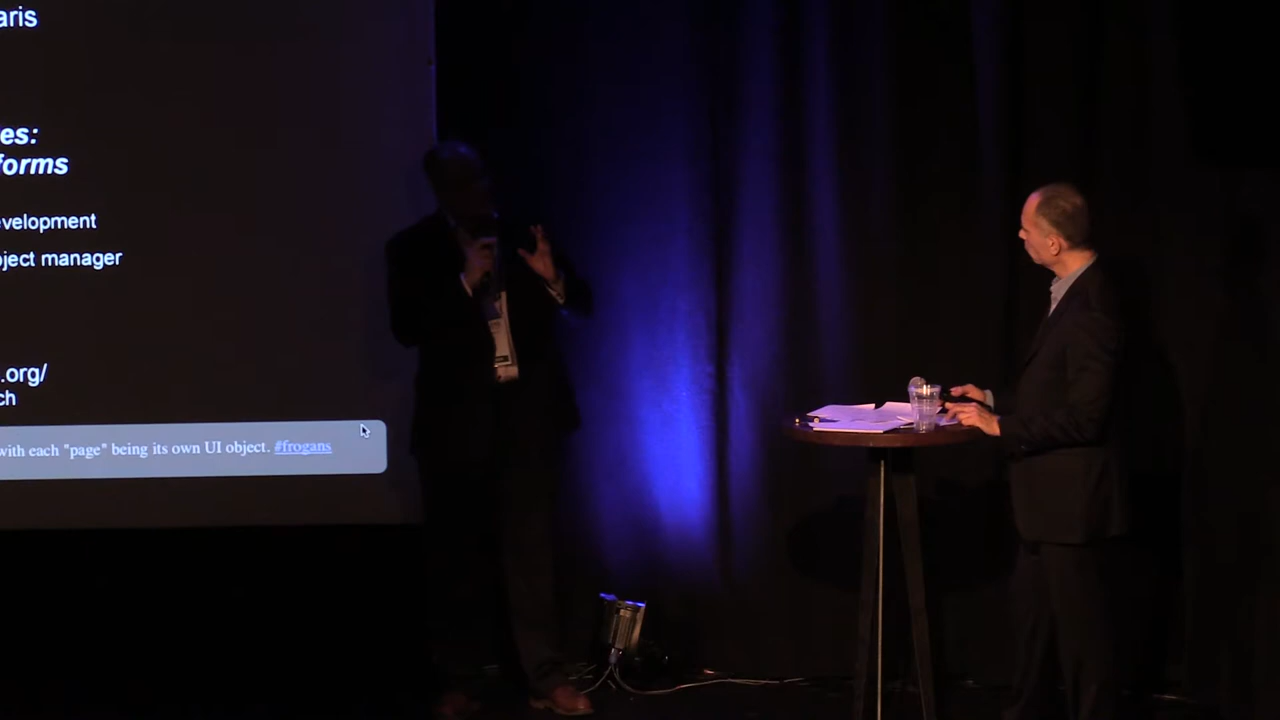 aris
es:
forms
evelopment
oject manager
.org/
ch
with each "page" being its own UI object. #frogans